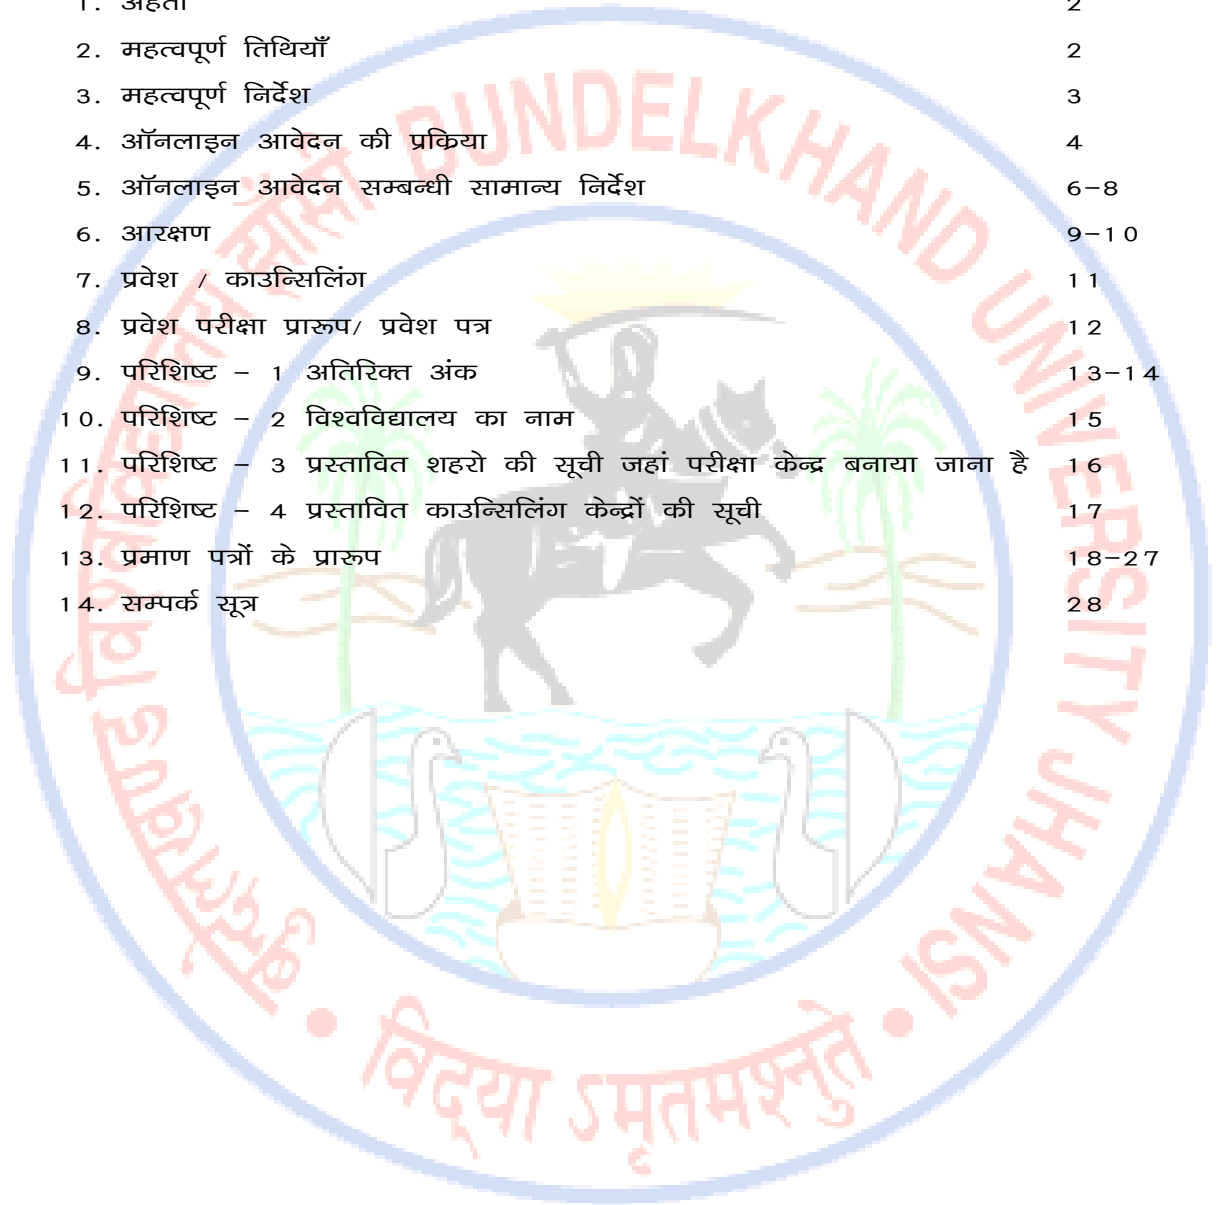 1. अर्हता 2
2. महत्वपूर्ण तिथियाँ 2
3. महत्वपूर्ण निर्देश 3
4. ऑनलाइन आवेदन की प्रक्रिया 4
5. ऑनलाइन आवेदन सम्बन्धी सामान्य निर्देश 6-8
6. आरक्षण 9-10
7. प्रवेश / काउन्सिलिंग 11
8. प्रवेश परीक्षा प्रारूप/ प्रवेश पत्र 12
9. परिशिष्ट - 1 अतिरिक्त अंक 13-14
10. परिशिष्ट - 2 विश्वविद्यालय का नाम 15
11. परिशिष्ट - 3 प्रस्तावित शहरो की सूची जहां परीक्षा केन्द्र बनाया जाना है 16
12. परिशिष्ट - 4 प्रस्तावित काउन्सिलिंग केन्द्रों की सूची 17
13. प्रमाण पत्रों के प्रारूप 18-27
14. सम्पर्क सूत्र 28
बुन्देलखण्ड विश्वविद्यालय झाँसी
BUNDELKHAND UNIVERSITY JHANSI
विद्या ऽमृतमश्नुते